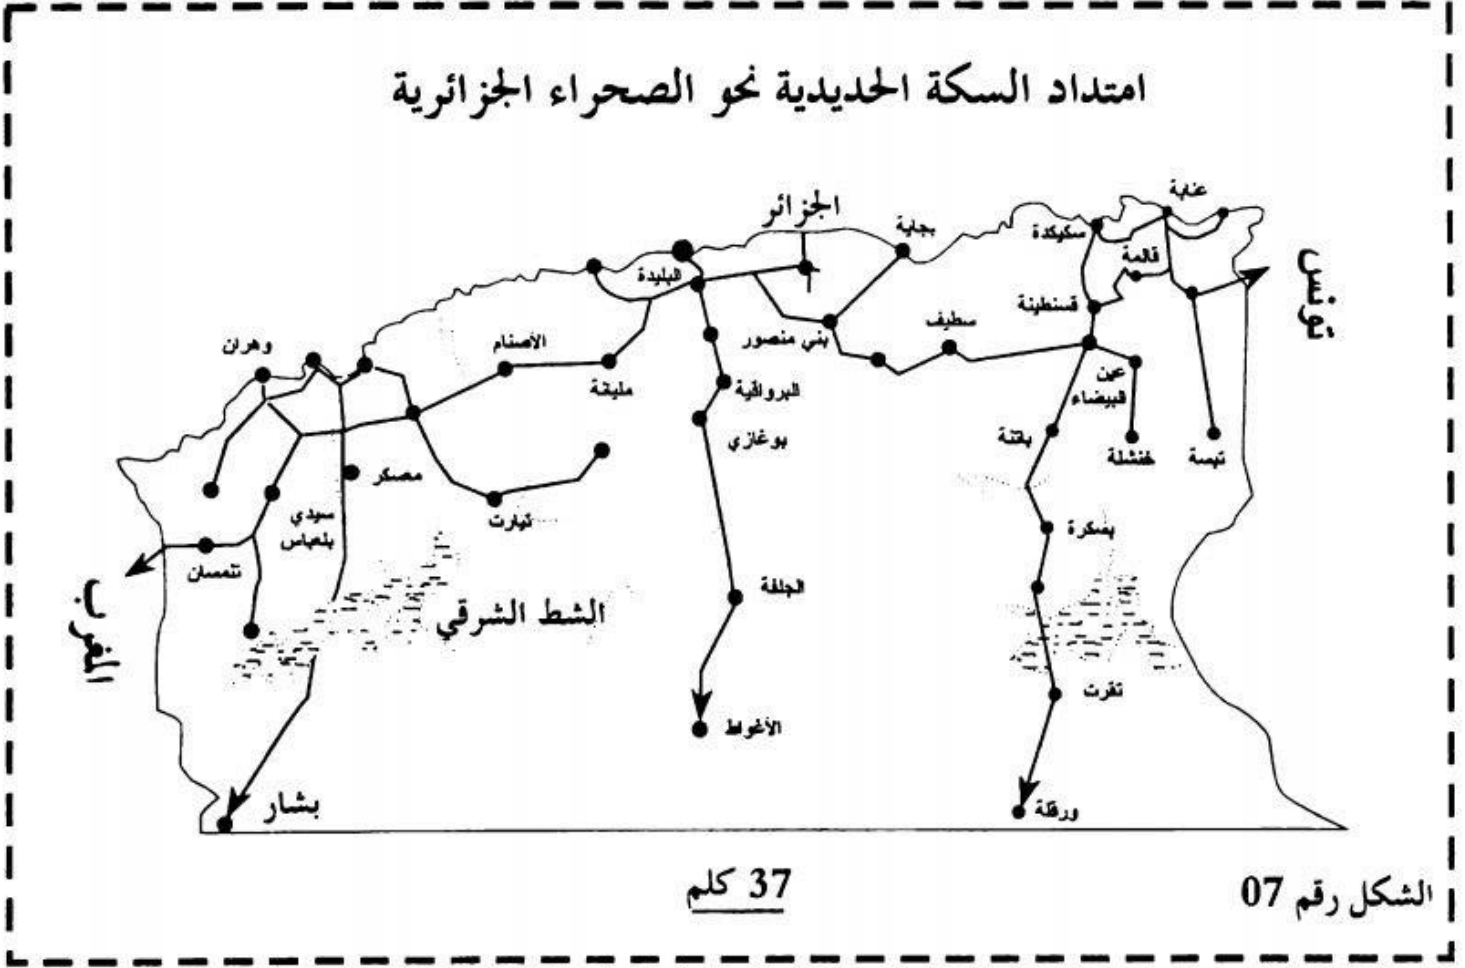 امتداد السكة الحديدية نحو الصحراء الجزائرية
عنابة
الجزائر
بجاية
سكيكدة
قالمة
تونس
البليدة
قسنطينة
سطيف
بني منصور
وهران
الأصنام
مليانة
البرواقية
عين
البيضاء
بوغازي
باتنة
خنشلة
تبسة
معسكر
تيارت
سيدي
بلعباس
بسكرة
تلمسان
المغرب
الجلفة
الشط الشرقي
تقرت
الأغواط
بشار
ورقلة
37 كلم
الشكل رقم 07